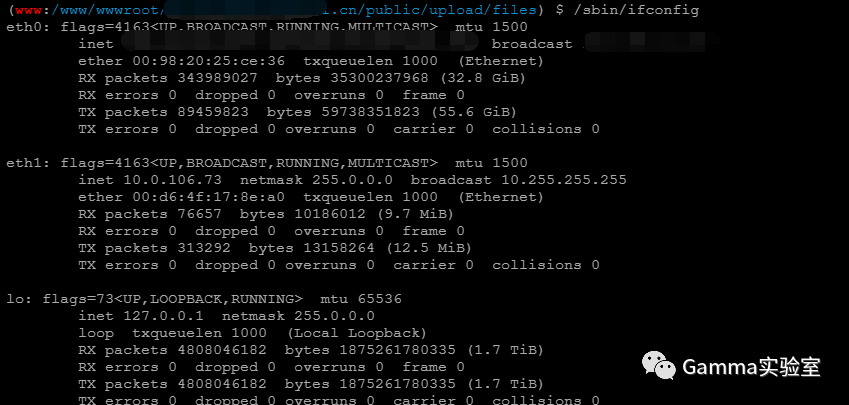 (www:/www/wwwroot/ .cn/public/upload/files) $ /sbin/ifconfig
eth0: flags=4163<UP,BROADCAST,RUNNING,MULTICAST> mtu 1500
inet broadcast
ether 00:98:20:25:ce:36 txqueuelen 1000 (Ethernet)
RX packets 343989027 bytes 35300237968 (32.8 GiB)
RX errors 0 dropped 0 overruns 0 frame 0
TX packets 89459823 bytes 59738351823 (55.6 GiB)
TX errors 0 dropped 0 overruns 0 carrier 0 collisions 0
eth1: flags=4163<UP,BROADCAST,RUNNING,MULTICAST> mtu 1500
inet 10.0.106.73 netmask 255.0.0.0 broadcast 10.255.255.255
ether 00:d6:4f:17:8e:a0 txqueuelen 1000 (Ethernet)
RX packets 76657 bytes 10186012 (9.7 MiB)
RX errors 0 dropped 0 overruns 0 frame 0
TX packets 313292 bytes 13158264 (12.5 MiB)
TX errors 0 dropped 0 overruns 0 carrier 0 collisions 0
lo: flags=73<UP,LOOPBACK,RUNNING> mtu 65536
inet 127.0.0.1 netmask 255.0.0.0
loop txqueuelen 1000 (Local Loopback)
RX packets 4808046182 bytes 1875261780335 (1.7 TiB)
RX errors 0 dropped 0 overruns 0 frame 0
TX packets 4808046182 bytes 1875261780335 (1.7 TiB)
TX errors 0 dropped 0 overruns 0 carrier 0 collisions 0
Gamma实验室